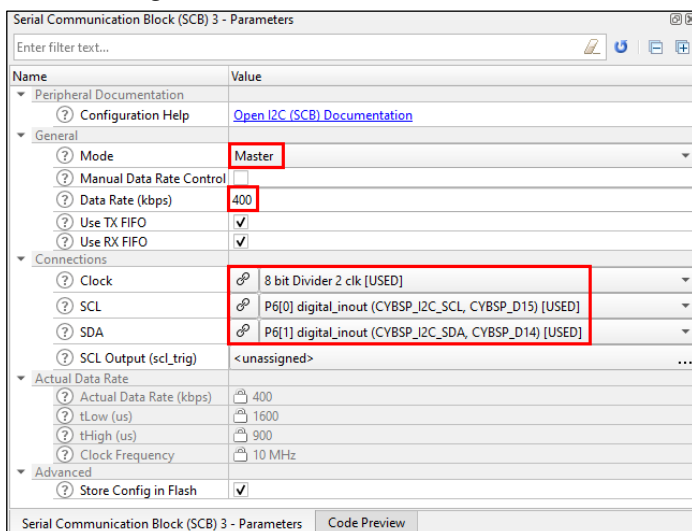 Serial Communication Block (SCB) 3 - Parameters
Enter filter text...
Name Value
Peripheral Documentation
Configuration Help Open I2C (SCB) Documentation
General
Mode Master
Manual Data Rate Control
Data Rate (kbps) 400
Use TX FIFO
Use RX FIFO
Connections
Clock 8 bit Divider 2 clk [USED]
SCL P6[0] digital_inout (CYBSP_I2C_SCL, CYBSP_D15) [USED]
SDA P6[1] digital_inout (CYBSP_I2C_SDA, CYBSP_D14) [USED]
SCL Output (scl_trig) <unassigned> ...
Actual Data Rate
Actual Data Rate (kbps) 400
tLow (us) 1600
tHigh (us) 900
Clock Frequency 10 MHz
Advanced
Store Config in Flash
Serial Communication Block (SCB) 3 - Parameters Code Preview